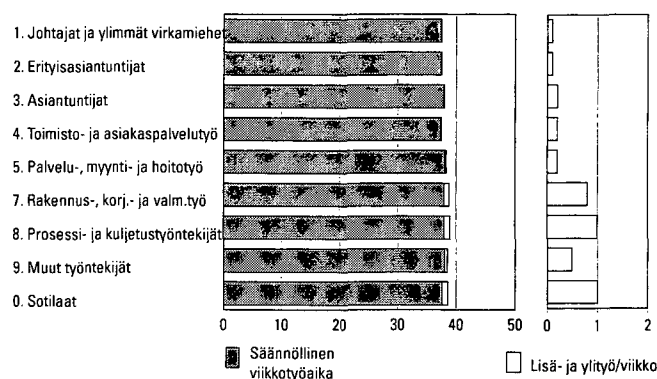 1. Johtajat ja ylimmät virkamiehet
2. Erityisasiantuntijat
3. Asiantuntijat
4. Toimisto- ja asiakaspalvelutyö
5. Palvelu-, myynti- ja hoitotyö
7. Rakennus-, korj.- ja valm.työ
8. Prosessi- ja kuljetustyöntekijät
9. Muut työntekijät
0. Sotilaat
0 10 20 30 40 50 0 1 2
Säännöllinen
viikkotyöaika
Lisä- ja ylityö/viikko